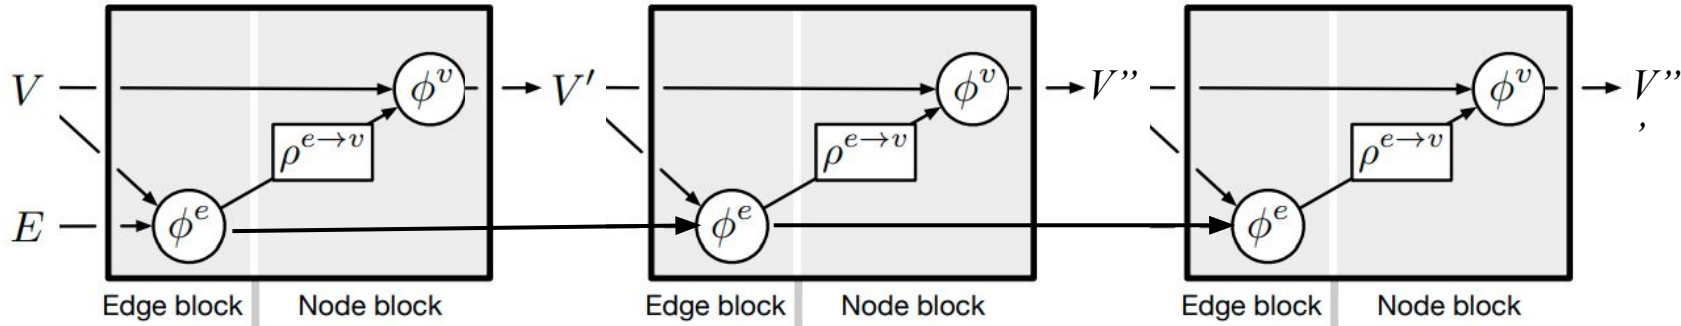 V
E
ϕᵉ
ρᵉ→ᵛ
ϕᵛ
Edge block
Node block
V′
ϕᵉ
ρᵉ→ᵛ
ϕᵛ
Edge block
Node block
V’’
ϕᵉ
ρᵉ→ᵛ
ϕᵛ
Edge block
Node block
V’’
’